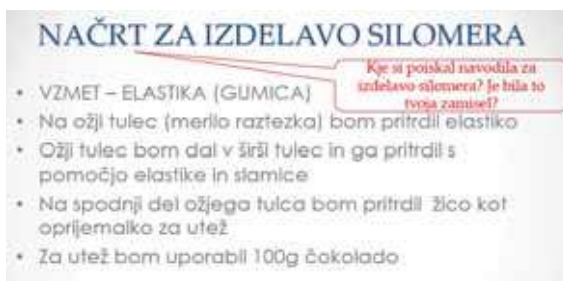 NAČRT ZA IZDELAVO SILOMERA
Kje si poiskal navodila za
izdelavo silomera? Je bila to
tvoja zamisel?
• VZMET – ELASTIKA (GUMICA)
• Na ožji tulec (merilo raztezka) bom pritrdil elastiko
• Ožji tulec bom dal v širši tulec in ga pritrdil s
pomočjo elastike in slamice
• Na spodnji del ožjega tulca bom pritrdil žico kot
oprijemalko za utež
• Za utež bom uporabil 100g čokolado